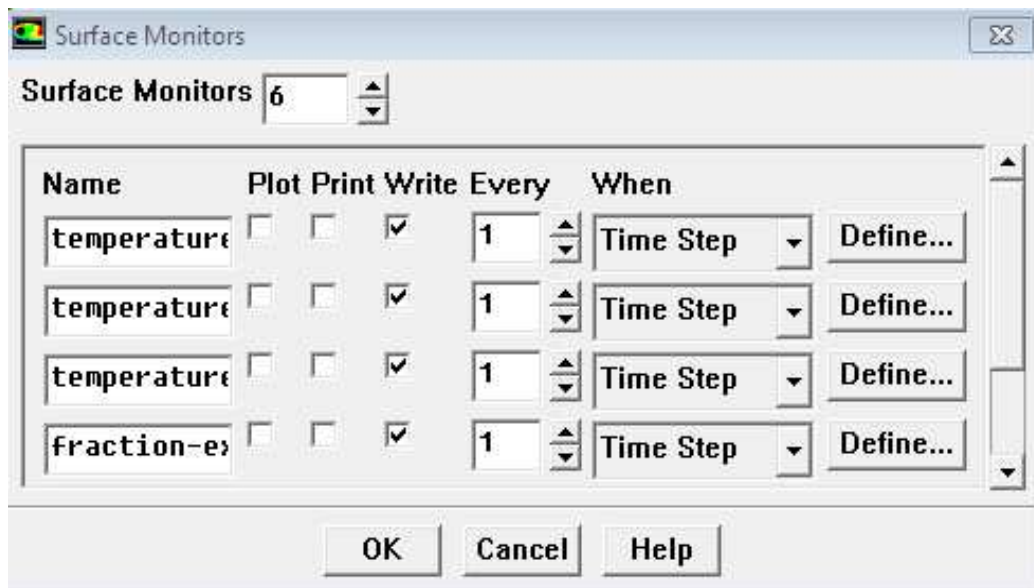 Surface Monitors
Surface Monitors 6
Name Plot Print Write Every When
temperature 1 Time Step Define...
temperature 1 Time Step Define...
temperature 1 Time Step Define...
fraction-ex 1 Time Step Define...
OK Cancel Help